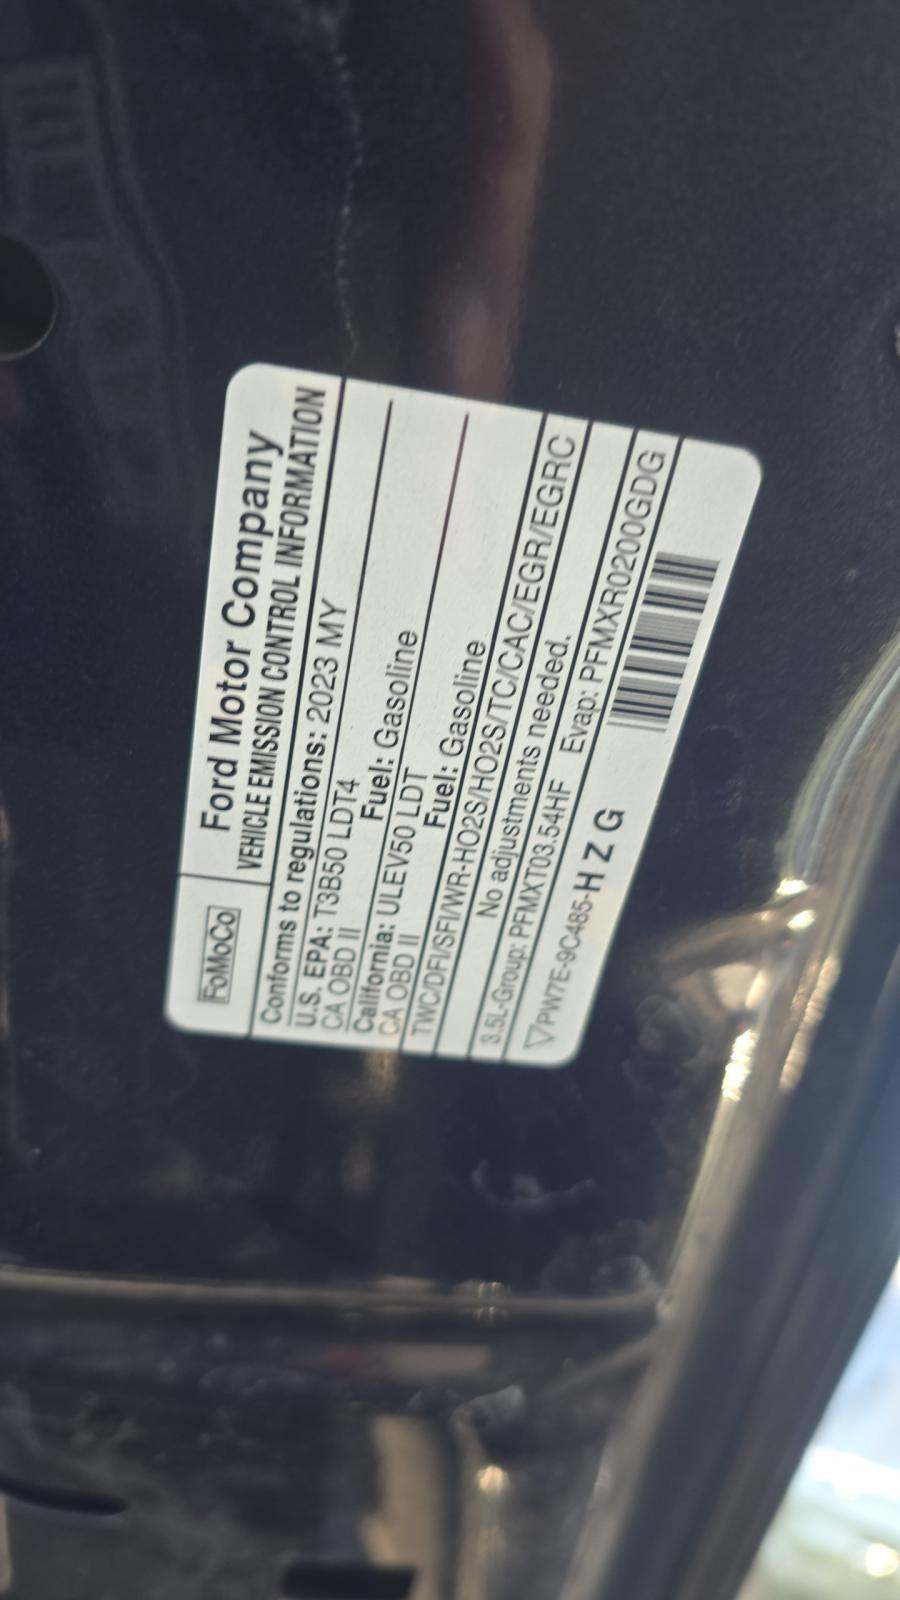 FoMoCo
Ford Motor Company
VEHICLE EMISSION CONTROL INFORMATION
Conforms to regulations: 2023 MY
U.S. EPA: T3B50 LDT4
CA OBD II Fuel: Gasoline
California: ULEV50 LDT
CA OBD II Fuel: Gasoline
TWC/DFI/SFI/WR-HO2S/HO2S/TC/CAC/EGR/EGRC
No adjustments needed.
3.5L-Group: PFMXT03.54HF Evap: PFMXR0200GDG
▽PW7E-9C485-H Z G